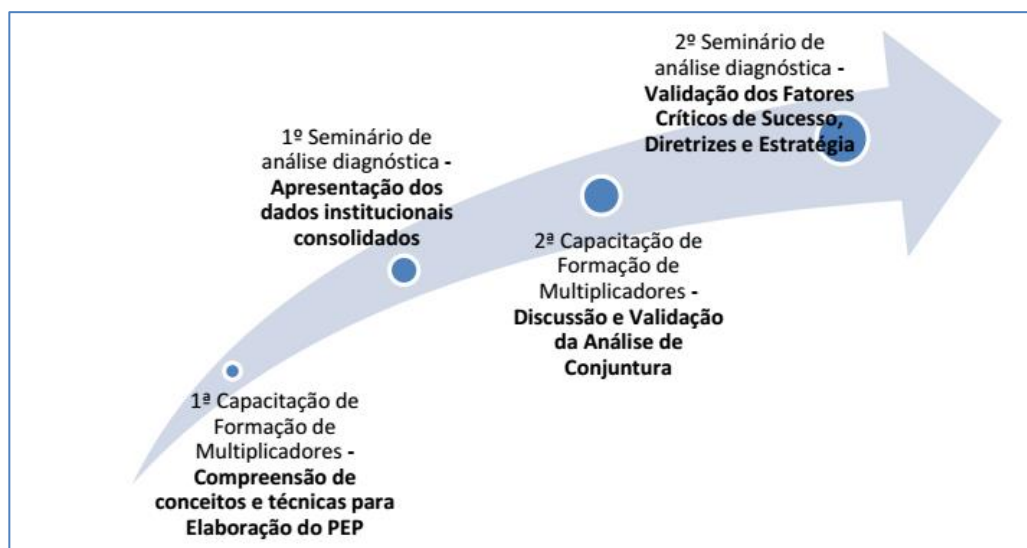 1ª Capacitação de
Formação de
Multiplicadores -
Compreensão de
conceitos e técnicas para
Elaboração do PEP
1º Seminário de
análise diagnóstica -
Apresentação dos
dados institucionais
consolidados
2ª Capacitação de
Formação de
Multiplicadores -
Discussão e Validação
da Análise de
Conjuntura
2º Seminário de
análise diagnóstica -
Validação dos Fatores
Críticos de Sucesso,
Diretrizes e Estratégia